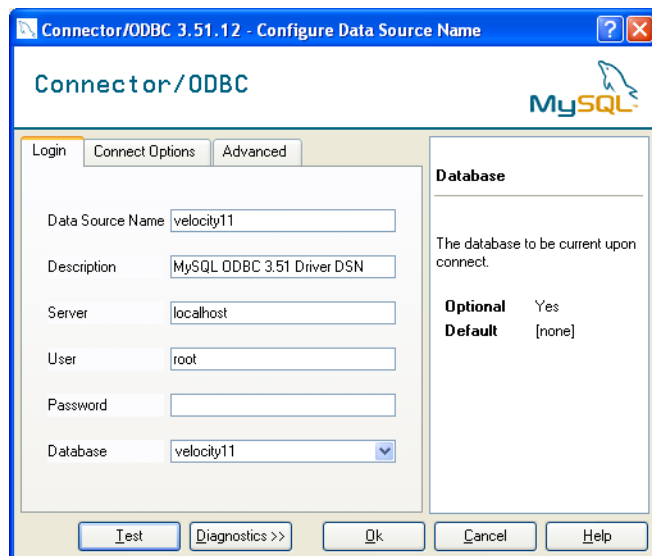 Connector/ODBC 3.51.12 - Configure Data Source Name
Connector/ODBC
MySQL
Login
Connect Options
Advanced
Data Source Name velocity11
Description MySQL ODBC 3.51 Driver DSN
Server localhost
User root
Password
Database velocity11
Database
The database to be current upon
connect.
Optional Yes
Default [none]
Test
Diagnostics >>
Ok
Cancel
Help